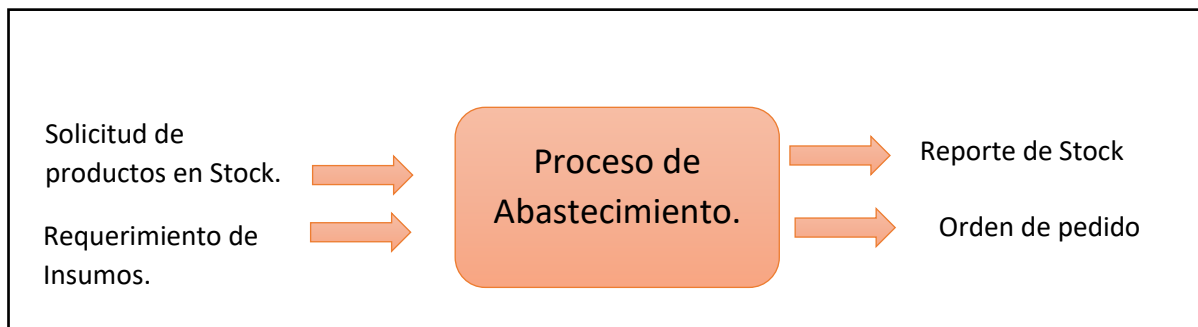 Solicitud de
productos en Stock.
Requerimiento de
Insumos.
Proceso de
Abastecimiento.
Reporte de Stock
Orden de pedido